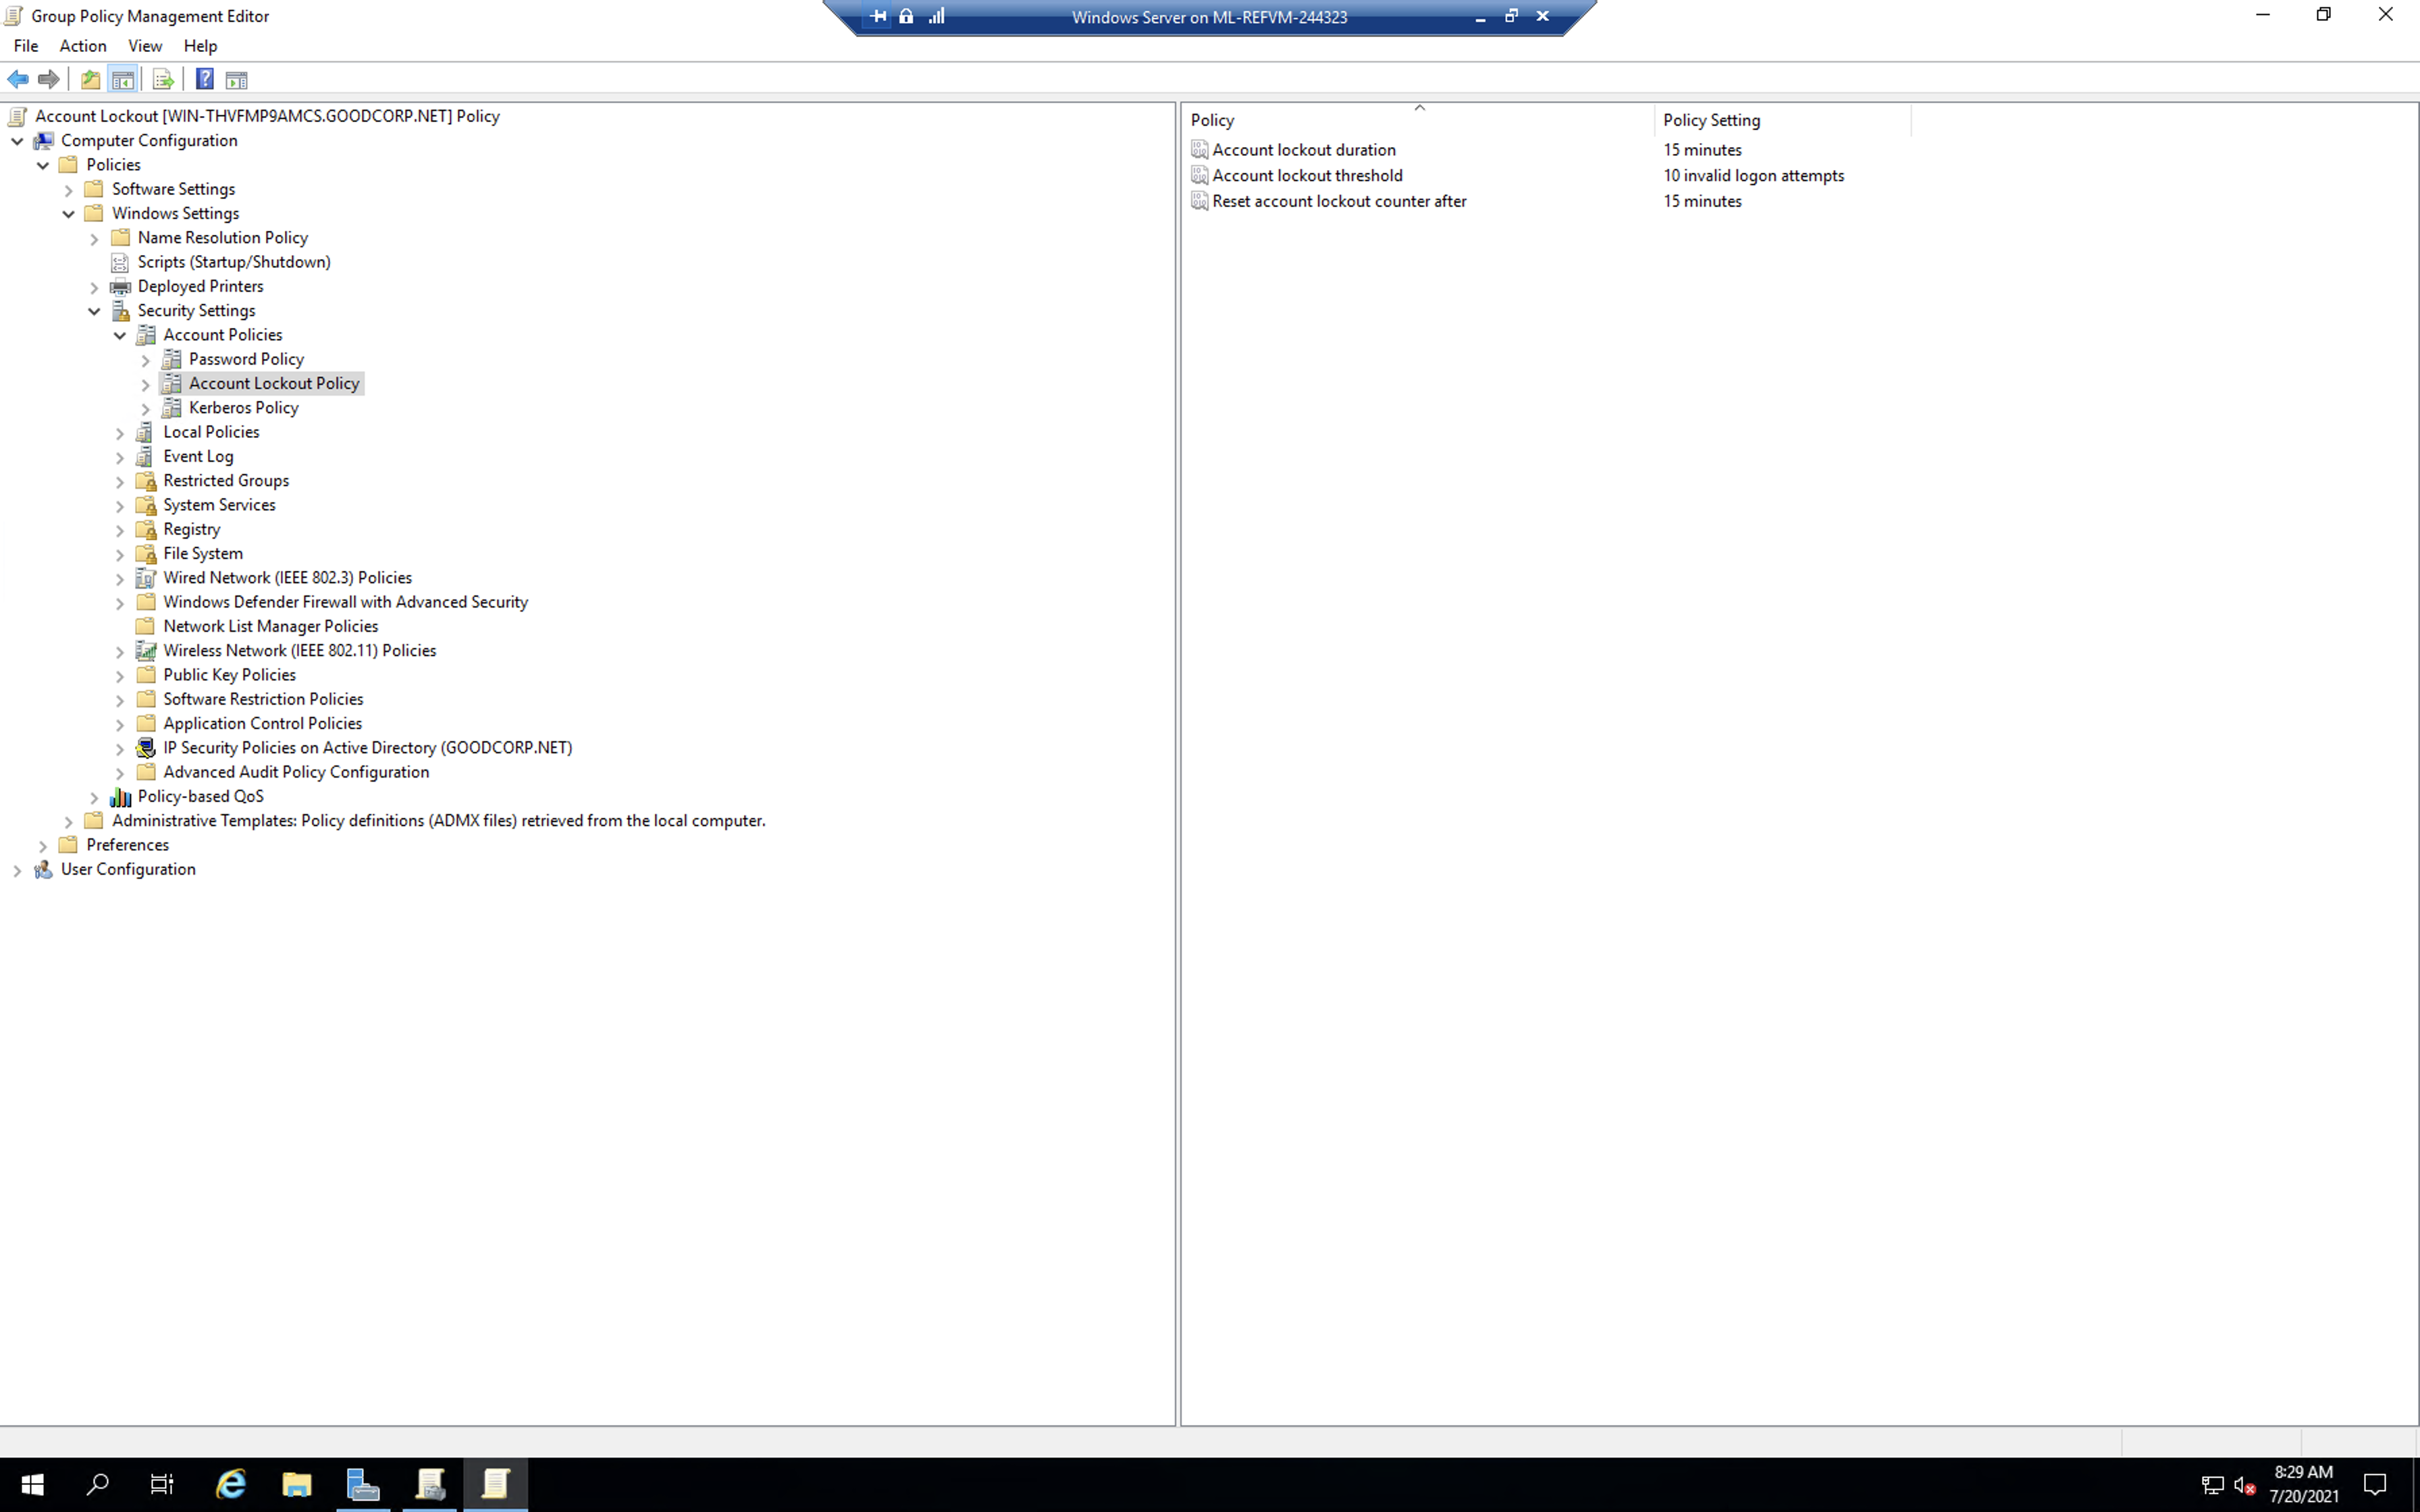 Group Policy Management Editor
Windows Server on ML-REFVM-244323
File Action View Help
Account Lockout [WIN-THVFMP9AMCS.GOODCORP.NET] Policy
Computer Configuration
Policies
Software Settings
Windows Settings
Name Resolution Policy
Scripts (Startup/Shutdown)
Deployed Printers
Security Settings
Account Policies
Password Policy
Account Lockout Policy
Kerberos Policy
Local Policies
Event Log
Restricted Groups
System Services
Registry
File System
Wired Network (IEEE 802.3) Policies
Windows Defender Firewall with Advanced Security
Network List Manager Policies
Wireless Network (IEEE 802.11) Policies
Public Key Policies
Software Restriction Policies
Application Control Policies
IP Security Policies on Active Directory (GOODCORP.NET)
Advanced Audit Policy Configuration
Policy-based QoS
Administrative Templates: Policy definitions (ADMX files) retrieved from the local computer.
Preferences
User Configuration
Policy Policy Setting
Account lockout duration 15 minutes
Account lockout threshold 10 invalid logon attempts
Reset account lockout counter after 15 minutes
8:29 AM
7/20/2021